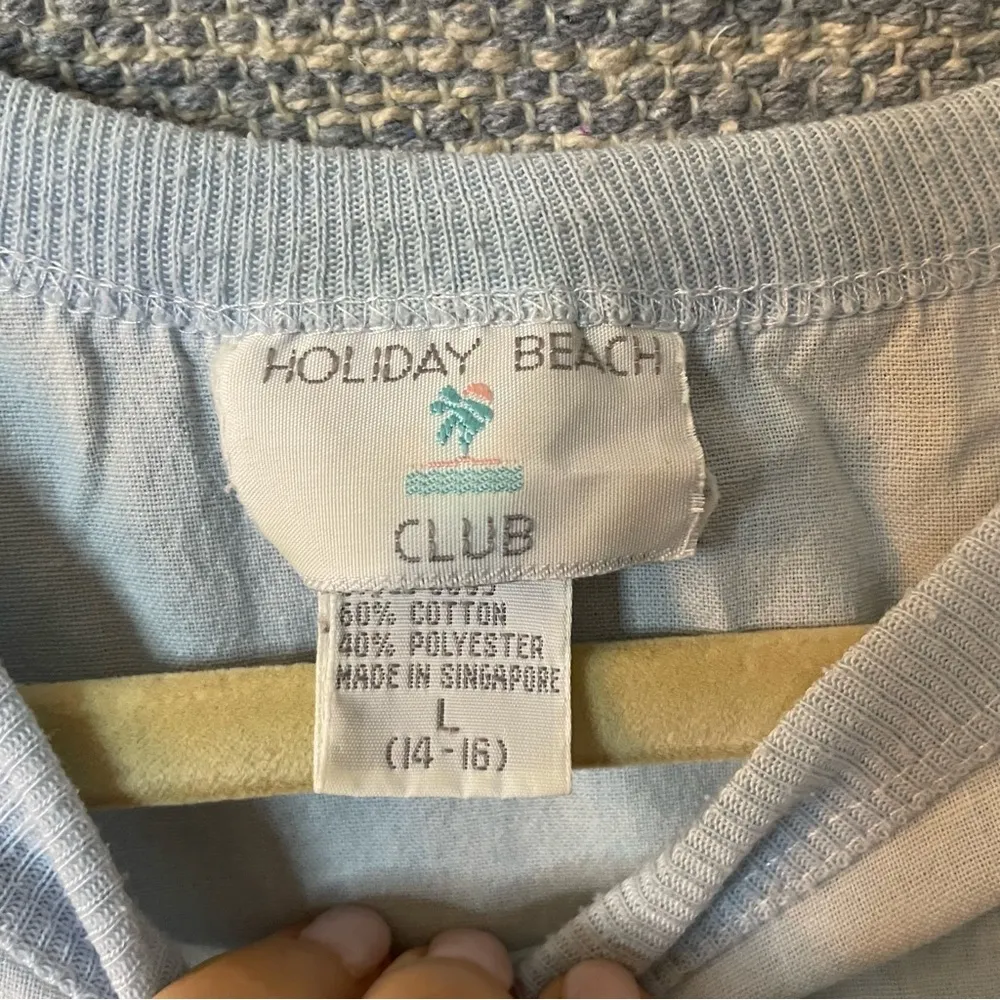 HOLIDAY BEACH
CLUB
60% COTTON
40% POLYESTER
MADE IN SINGAPORE
L
(14-16)